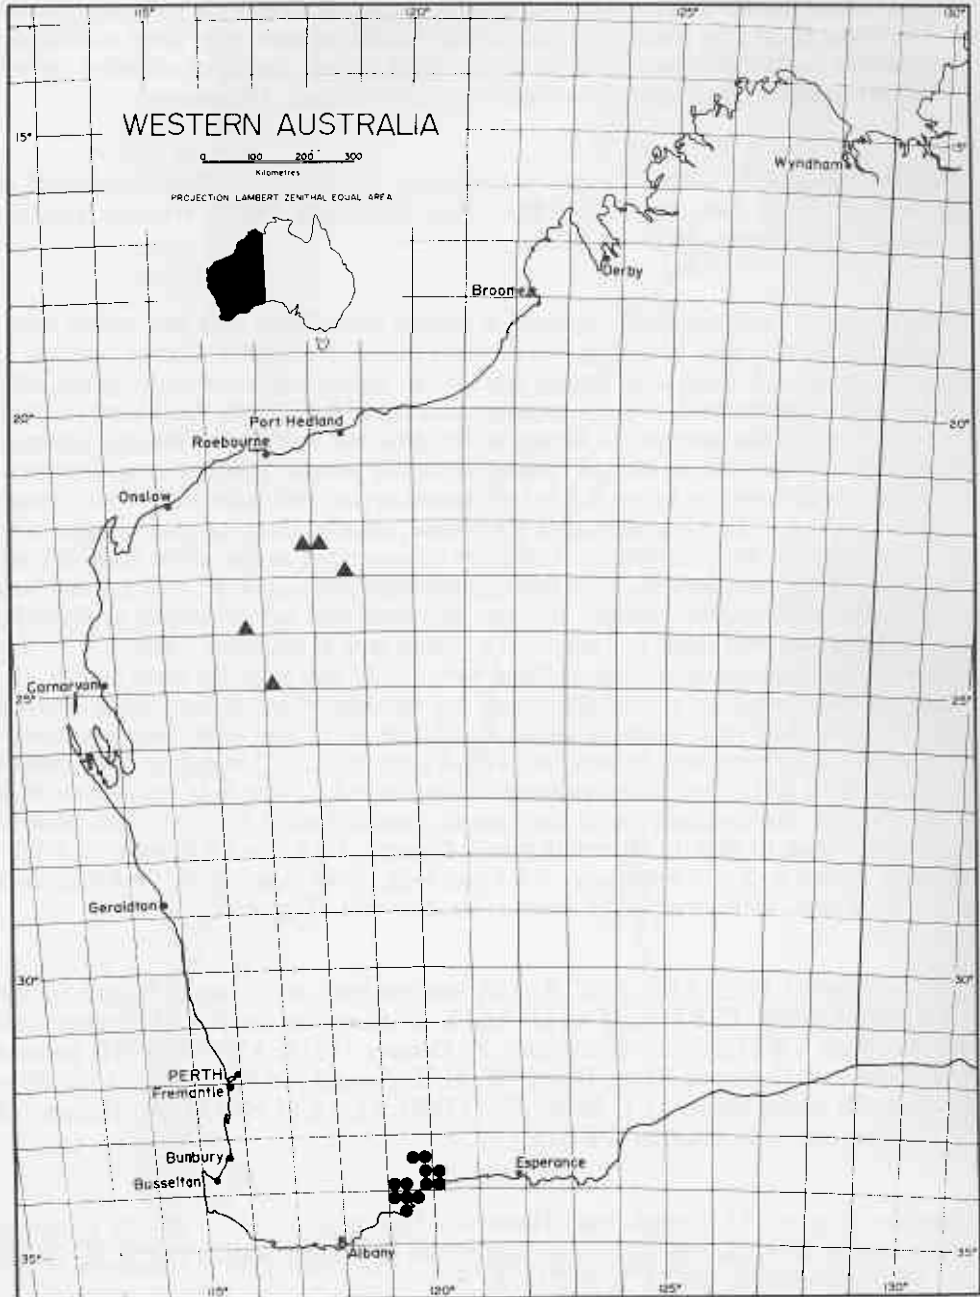 115°
120°
125°
130°
WESTERN AUSTRALIA
15°
15°
0 100 200 300
Kilometres
PROJECTION LAMBERT ZENITHAL EQUAL AREA
Wyndham
Derby
Broome
20°
20°
Port Hedland
Roebourne
Onslow
Carnarvon
25°
25°
Geraldton
30°
30°
PERTH
Fremantle
Bunbury
Busselton
Esperance
Albany
35°
35°
115°
120°
125°
130°